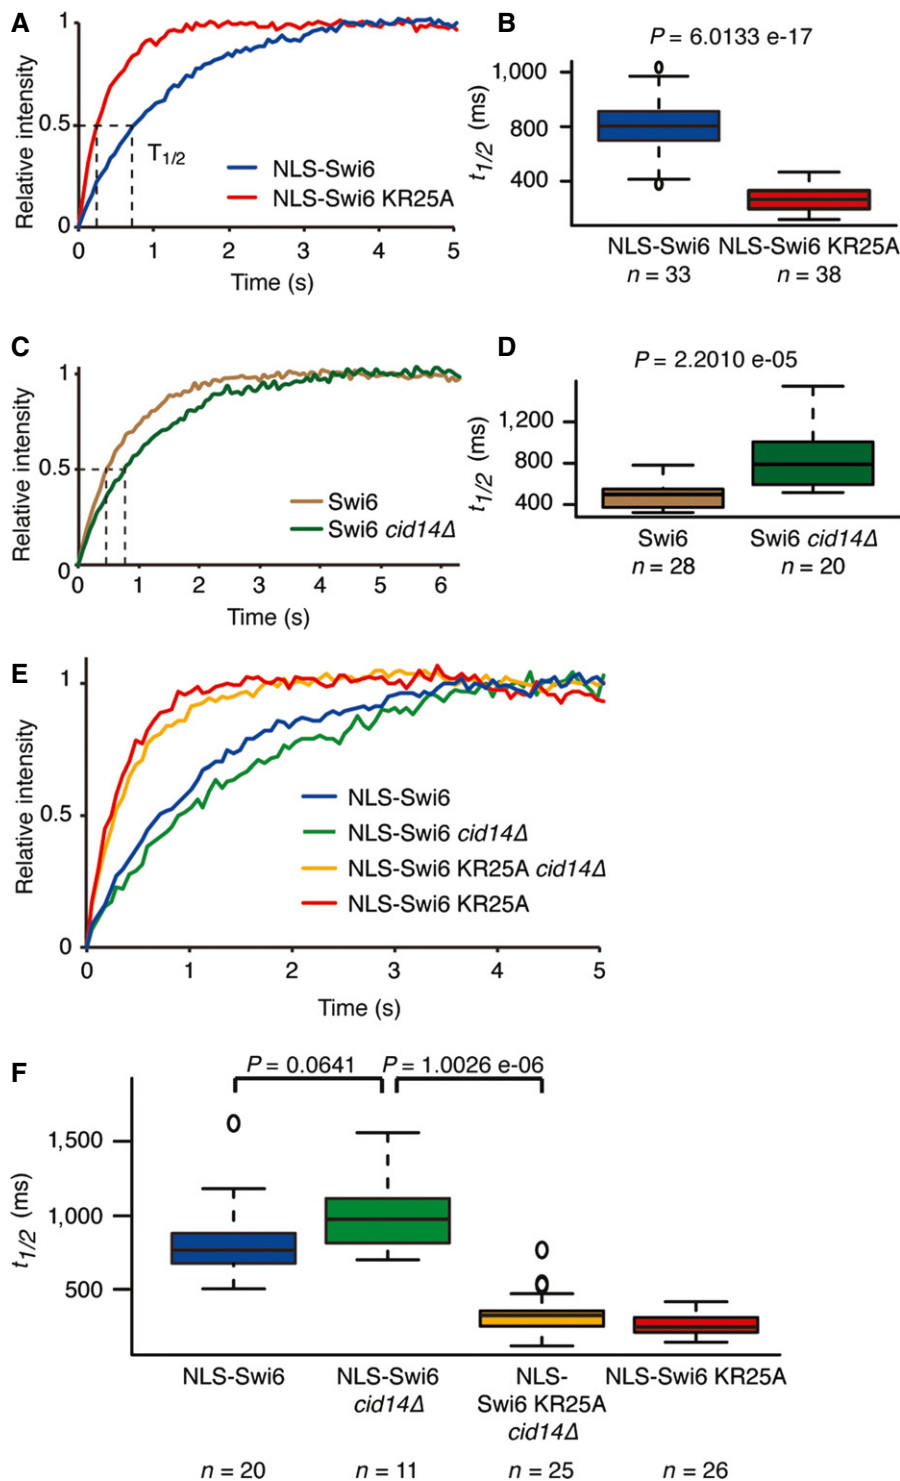 A
Relative intensity
1
0.5
0
T1/2
NLS-Swi6
NLS-Swi6 KR25A
0 1 2 3 4 5
Time (s)
B
P = 6.0133 e-17
t1/2 (ms)
1,000
800
400
NLS-Swi6 NLS-Swi6 KR25A
n = 33 n = 38
C
Relative intensity
1
0.5
0
Swi6
Swi6 cid14Δ
0 1 2 3 4 5 6
Time (s)
D
P = 2.2010 e-05
t1/2 (ms)
1,200
800
400
Swi6 Swi6 cid14Δ
n = 28 n = 20
E
Relative intensity
1
0.5
0
NLS-Swi6
NLS-Swi6 cid14Δ
NLS-Swi6 KR25A cid14Δ
NLS-Swi6 KR25A
0 1 2 3 4 5
Time (s)
F
P = 0.0641 P = 1.0026 e-06
t1/2 (ms)
1,500
1,000
500
NLS-Swi6
NLS-Swi6
cid14Δ
NLS-
Swi6 KR25A
cid14Δ
NLS-Swi6 KR25A
n = 20 n = 11 n = 25 n = 26